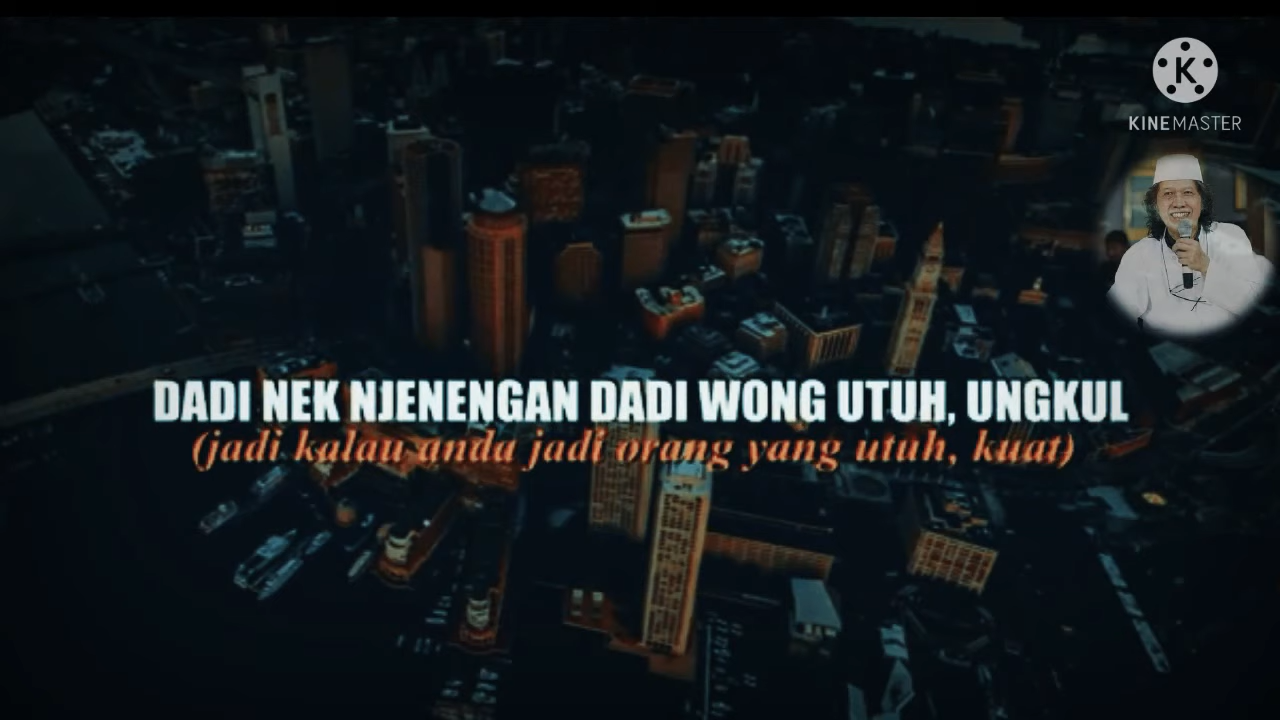 KINEMASTER
DADI NEK NJENENGAN DADI WONG UTUH, UNGKUL
(jadi kalau anda jadi orang yang utuh, kuat)